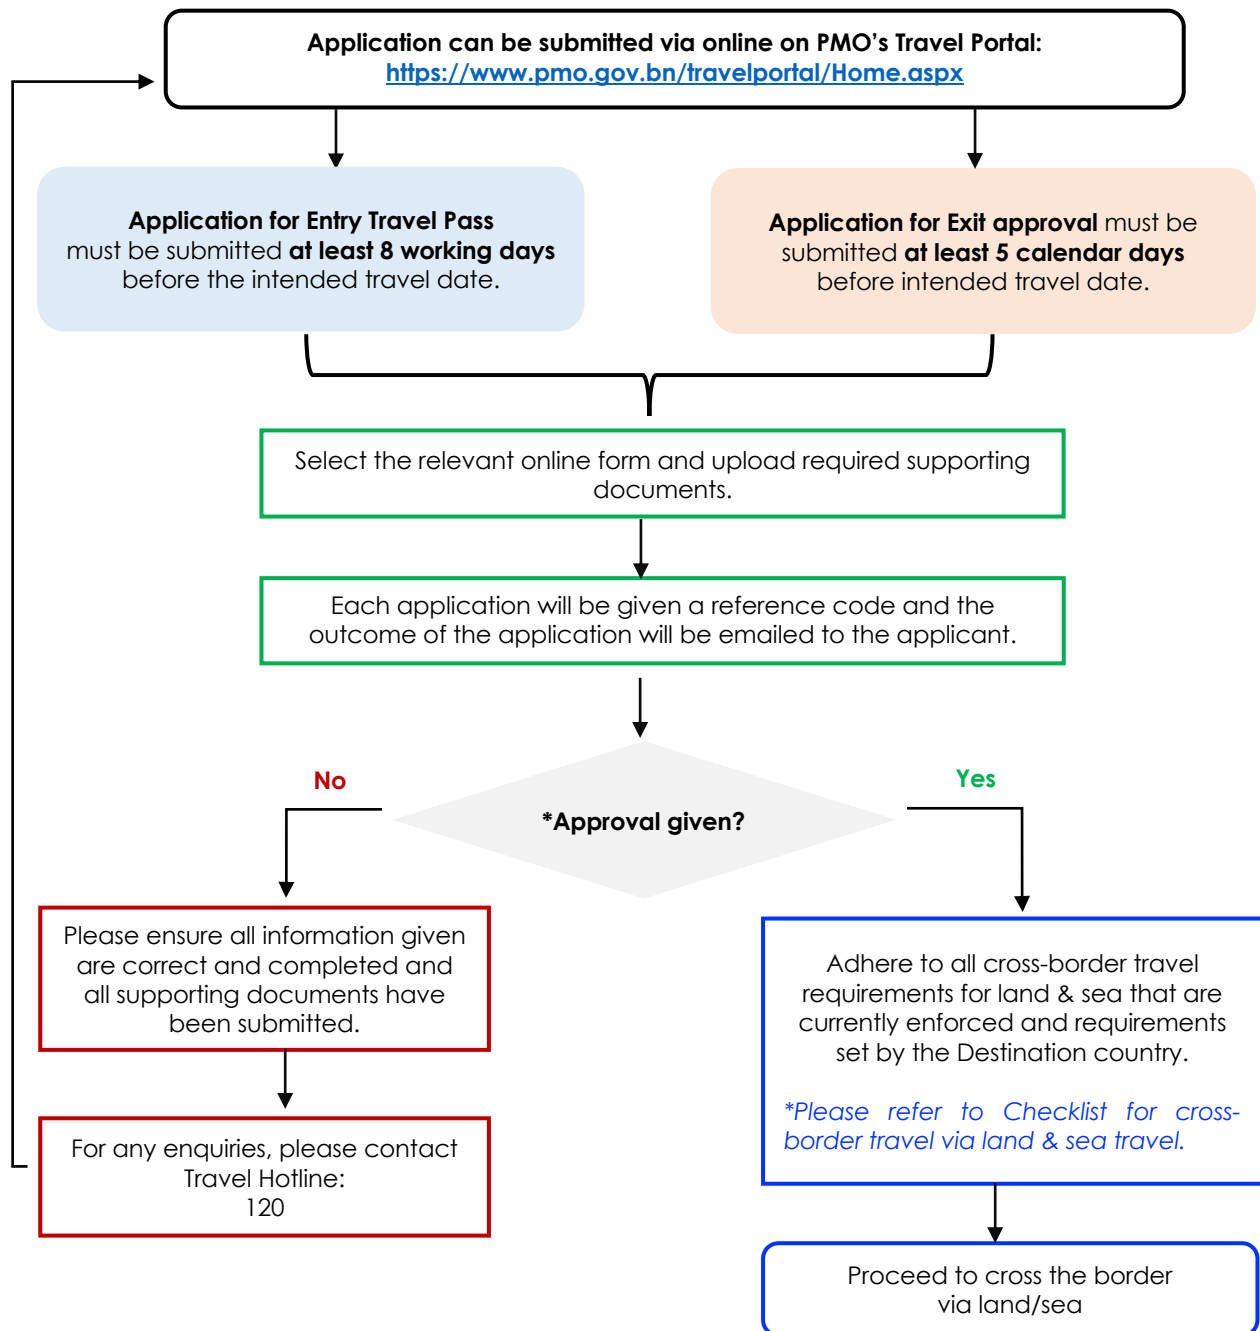 Application can be submitted via online on PMO’s Travel Portal:
https://www.pmo.gov.bn/travelportal/Home.aspx
Application for Entry Travel Pass
must be submitted at least 8 working days
before the intended travel date.
Application for Exit approval must be
submitted at least 5 calendar days
before intended travel date.
Select the relevant online form and upload required supporting
documents.
Each application will be given a reference code and the
outcome of the application will be emailed to the applicant.
*Approval given?
No
Yes
Please ensure all information given
are correct and completed and
all supporting documents have
been submitted.
For any enquiries, please contact
Travel Hotline:
120
Adhere to all cross-border travel
requirements for land & sea that are
currently enforced and requirements
set by the Destination country.
*Please refer to Checklist for cross-
border travel via land & sea travel.
Proceed to cross the border
via land/sea